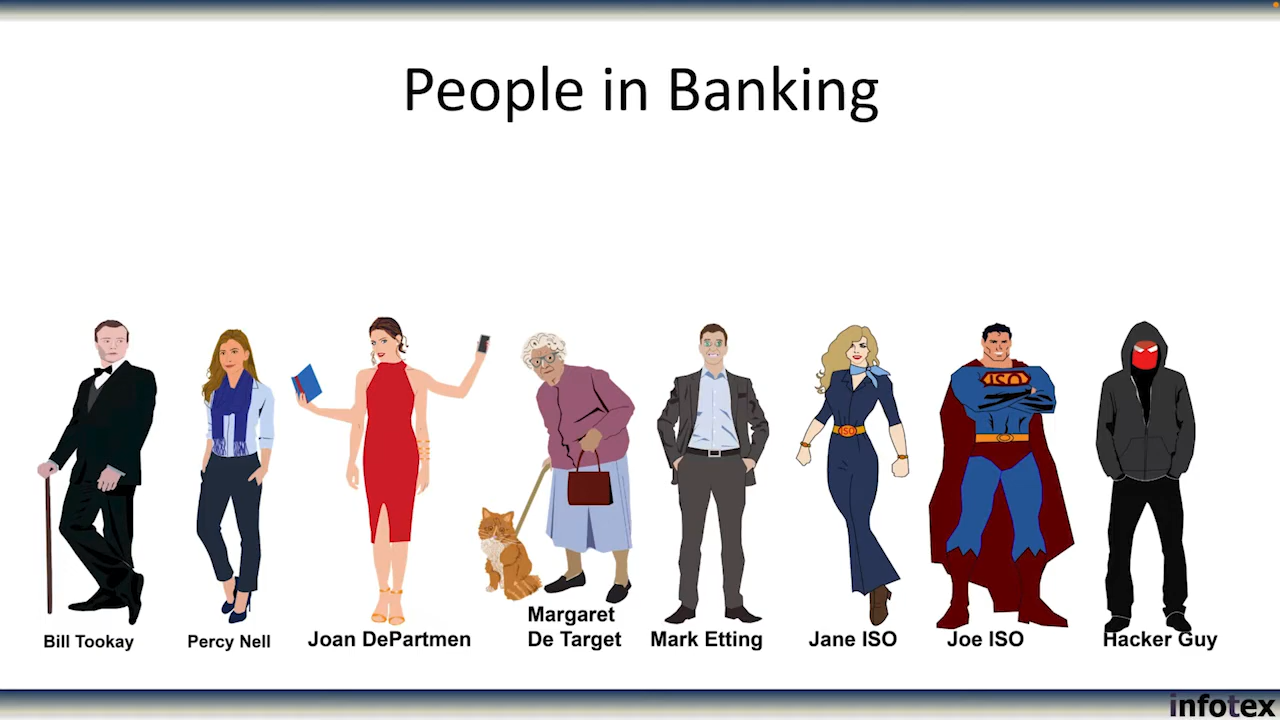 People in Banking
ISO
ISO
Bill Tookay
Percy Nell
Joan DePartmen
Margaret
De Target
Mark Etting
Jane ISO
Joe ISO
Hacker Guy
infotex